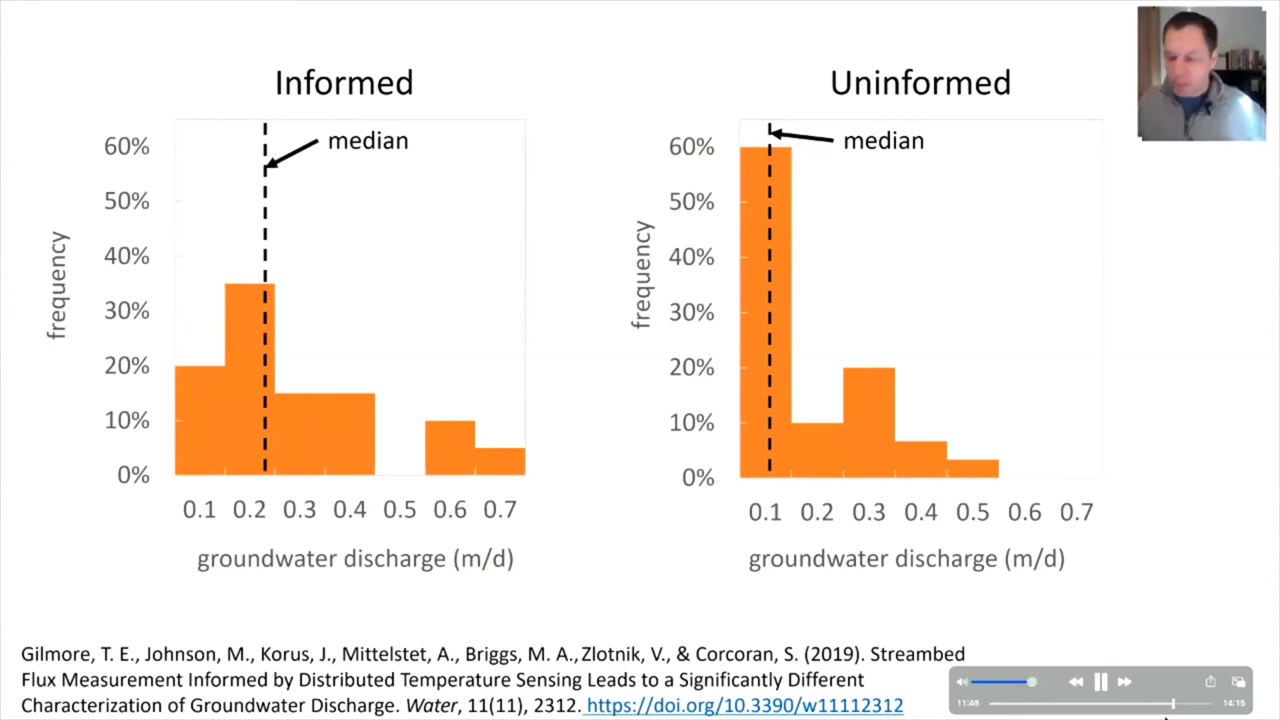 Informed
Uninformed
median
median
60%
50%
40%
30%
20%
10%
0%
frequency
0.1 0.2 0.3 0.4 0.5 0.6 0.7
groundwater discharge (m/d)
60%
50%
40%
30%
20%
10%
0%
frequency
0.1 0.2 0.3 0.4 0.5 0.6 0.7
groundwater discharge (m/d)
Gilmore, T. E., Johnson, M., Korus, J., Mittelstet, A., Briggs, M. A., Zlotnik, V., & Corcoran, S. (2019). Streambed
Flux Measurement Informed by Distributed Temperature Sensing Leads to a Significantly Different
Characterization of Groundwater Discharge. Water, 11(11), 2312. https://doi.org/10.3390/w11112312
11:48
14:15